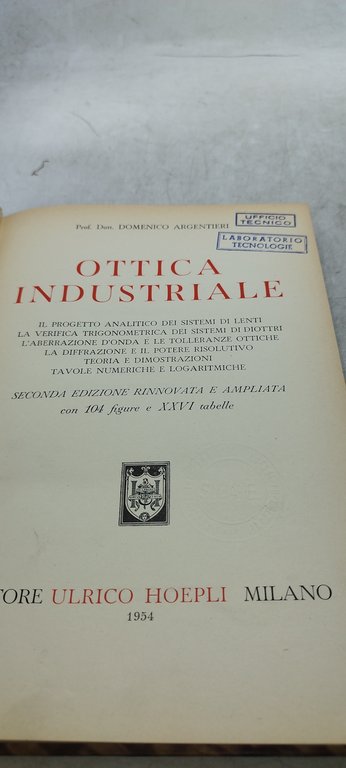 Prof. Dott. DOMENICO ARGENTIERI
UFFICIO
TECNICO
LABORATORIO
TECNOLOGIE
OTTICA
INDUSTRIALE
IL PROGETTO ANALITICO DEI SISTEMI DI LENTI
LA VERIFICA TRIGONOMETRICA DEI SISTEMI DI DIOTTRI
L'ABERRAZIONE D'ONDA E LE TOLLERANZE OTTICHE
LA DIFFRAZIONE E IL POTERE RISOLUTIVO
TEORIA E DIMOSTRAZIONI
TAVOLE NUMERICHE E LOGARITMICHE
SECONDA EDIZIONE RINNOVATA E AMPLIATA
con 104 figure e XXVI tabelle
TORE ULRICO HOEPLI MILANO
1954